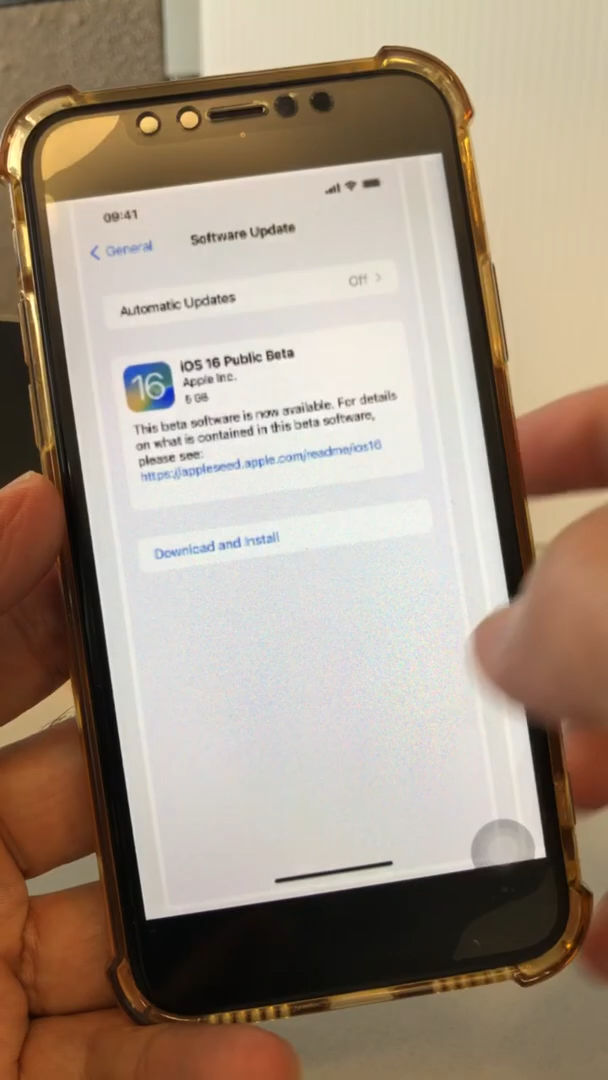 09:41
General
Software Update
Automatic Updates
Off
16
iOS 16 Public Beta
Apple Inc.
5 GB
This beta software is now available. For details
on what is contained in this beta software,
please see:
https://appleseed.apple.com/readme/ios16
Download and Install